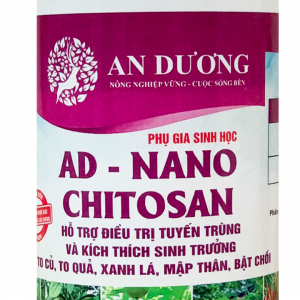 AN DƯƠNG
NÔNG NGHIỆP VỮNG - CUỘC SỐNG BỀN
PHỤ GIA SINH HỌC
AD - NANO
CHITOSAN
HỖ TRỢ ĐIỀU TRỊ TUYẾN TRÙNG
VÀ KÍCH THÍCH SINH TRƯỞNG
TO CỦ, TO QUẢ, XANH LÁ, MẬP THÂN, BẬT CHỒI